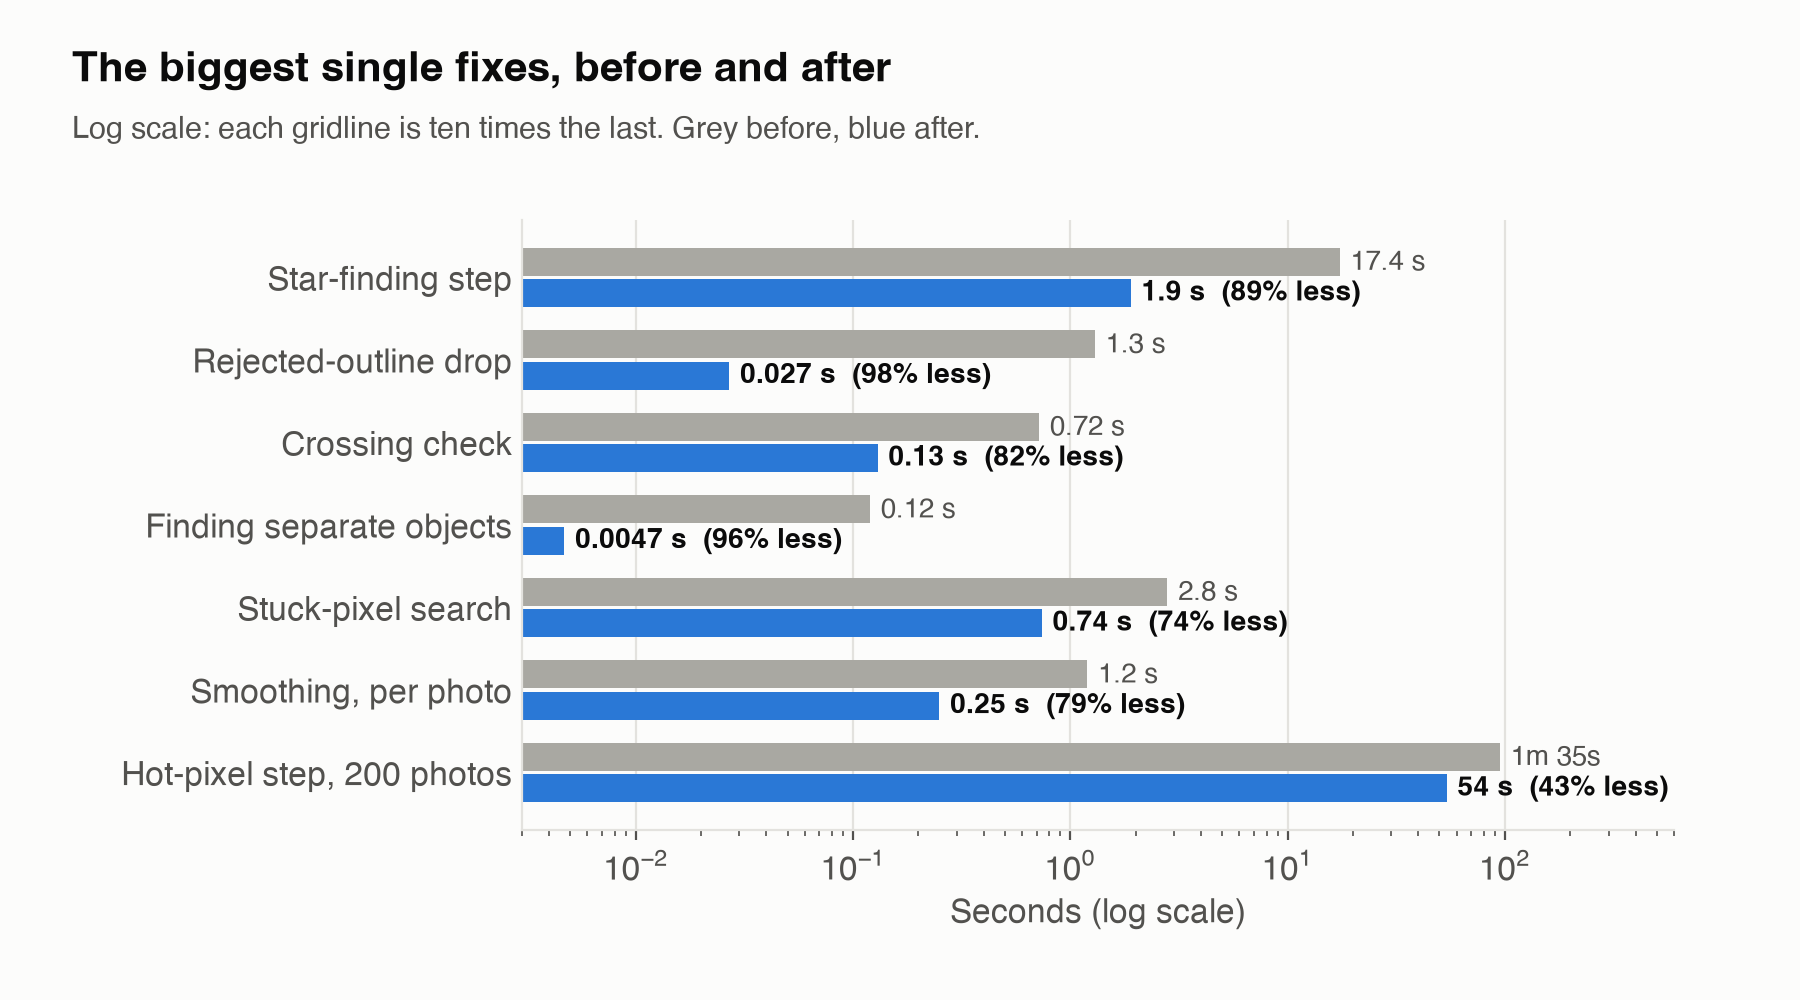 The biggest single fixes, before and after
Log scale: each gridline is ten times the last. Grey before, blue after.
Star-finding step
17.4 s
1.9 s (89% less)
Rejected-outline drop
1.3 s
0.027 s (98% less)
Crossing check
0.72 s
0.13 s (82% less)
Finding separate objects
0.12 s
0.0047 s (96% less)
Stuck-pixel search
2.8 s
0.74 s (74% less)
Smoothing, per photo
1.2 s
0.25 s (79% less)
Hot-pixel step, 200 photos
1m 35s
54 s (43% less)
10⁻² 10⁻¹ 10⁰ 10¹ 10²
Seconds (log scale)